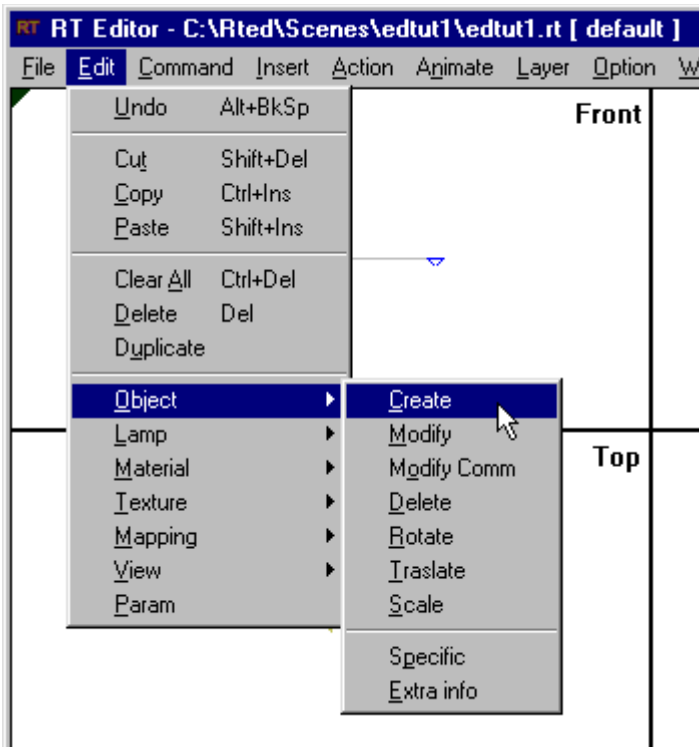 RT RT Editor - C:\Rted\Scenes\edtut1\edtut1.rt [ default ]
File Edit Command Insert Action Animate Layer Option W
Front
Undo Alt+BkSp
Cut Shift+Del
Copy Ctrl+Ins
Paste Shift+Ins
Clear All Ctrl+Del
Delete Del
Duplicate
Object
Lamp
Material
Texture
Mapping
View
Param
Create
Modify
Modify Comm
Delete
Rotate
Traslate
Scale
Specific
Extra info
Top